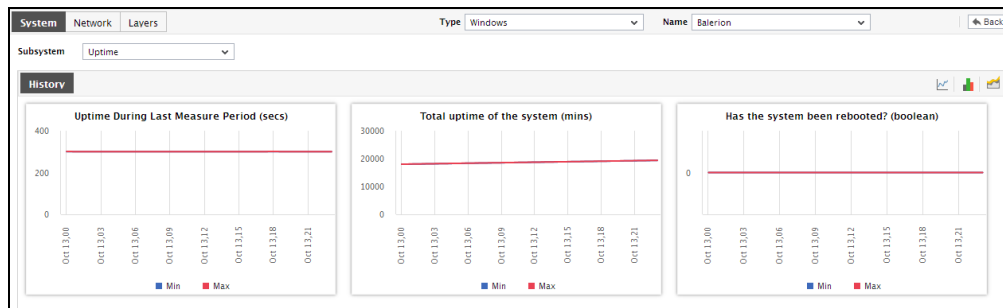 System Network Layers Type Windows Name Balerion Back
Subsystem Uptime
History
Uptime During Last Measure Period (secs)
400
200
0
Oct 13,00 Oct 13,03 Oct 13,06 Oct 13,09 Oct 13,12 Oct 13,15 Oct 13,18 Oct 13,21
Min Max
Total uptime of the system (mins)
30000
20000
10000
0
Oct 13,00 Oct 13,03 Oct 13,06 Oct 13,09 Oct 13,12 Oct 13,15 Oct 13,18 Oct 13,21
Min Max
Has the system been rebooted? (boolean)
0
Oct 13,00 Oct 13,03 Oct 13,06 Oct 13,09 Oct 13,12 Oct 13,15 Oct 13,18 Oct 13,21
Min Max